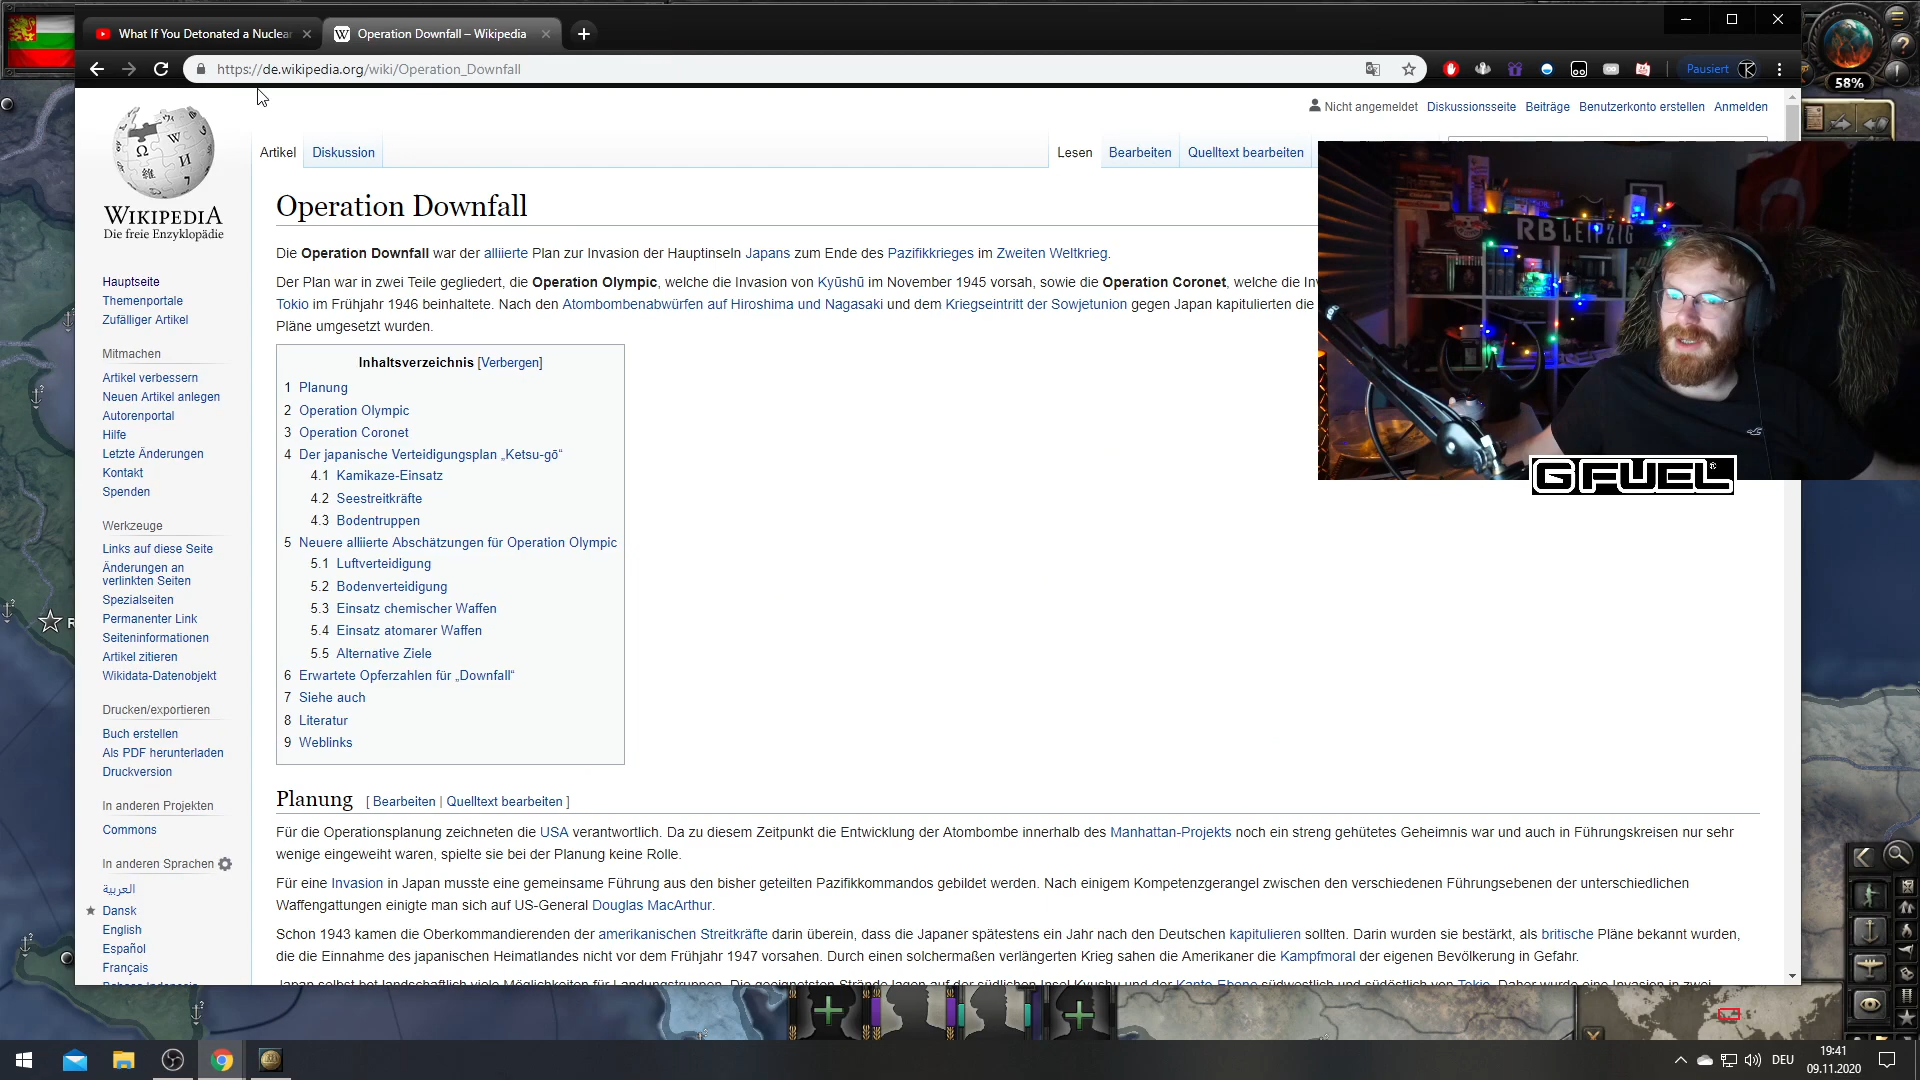 What If You Detonated a Nuclear
Operation Downfall – Wikipedia
https://de.wikipedia.org/wiki/Operation_Downfall
Pausiert
58%
Nicht angemeldet Diskussionsseite Beiträge Benutzerkonto erstellen Anmelden
Artikel Diskussion
Lesen Bearbeiten Quelltext bearbeiten
WIKIPEDIA
Die freie Enzyklopädie
Hauptseite
Themenportale
Zufälliger Artikel
Mitmachen
Artikel verbessern
Neuen Artikel anlegen
Autorenportal
Hilfe
Letzte Änderungen
Kontakt
Spenden
Werkzeuge
Links auf diese Seite
Änderungen an
verlinkten Seiten
Spezialseiten
Permanenter Link
Seiteninformationen
Artikel zitieren
Wikidata-Datenobjekt
Drucken/exportieren
Buch erstellen
Als PDF herunterladen
Druckversion
In anderen Projekten
Commons
In anderen Sprachen
العربية
Dansk
English
Español
Français
Operation Downfall
Die Operation Downfall war der alliierte Plan zur Invasion der Hauptinseln Japans zum Ende des Pazifikkrieges im Zweiten Weltkrieg.
Der Plan war in zwei Teile gegliedert, die Operation Olympic, welche die Invasion von Kyūshū im November 1945 vorsah, sowie die Operation Coronet, welche die
Tokio im Frühjahr 1946 beinhaltete. Nach den Atombombenabwürfen auf Hiroshima und Nagasaki und dem Kriegseintritt der Sowjetunion gegen Japan kapitulierten die
Pläne umgesetzt wurden.
Inhaltsverzeichnis [Verbergen]
1 Planung
2 Operation Olympic
3 Operation Coronet
4 Der japanische Verteidigungsplan „Ketsu-gō“
4.1 Kamikaze-Einsatz
4.2 Seestreitkräfte
4.3 Bodentruppen
5 Neuere alliierte Abschätzungen für Operation Olympic
5.1 Luftverteidigung
5.2 Bodenverteidigung
5.3 Einsatz chemischer Waffen
5.4 Einsatz atomarer Waffen
5.5 Alternative Ziele
6 Erwartete Opferzahlen für „Downfall“
7 Siehe auch
8 Literatur
9 Weblinks
Planung [ Bearbeiten | Quelltext bearbeiten ]
Für die Operationsplanung zeichneten die USA verantwortlich. Da zu diesem Zeitpunkt die Entwicklung der Atombombe innerhalb des Manhattan-Projekts noch ein streng gehütetes Geheimnis war und auch in Führungskreisen nur sehr
wenige eingeweiht waren, spielte sie bei der Planung keine Rolle.
Für eine Invasion in Japan musste eine gemeinsame Führung aus den bisher geteilten Pazifikkommandos gebildet werden. Nach einigem Kompetenzgerangel zwischen den verschiedenen Führungsebenen der unterschiedlichen
Waffengattungen einigte man sich auf US-General Douglas MacArthur.
Schon 1943 kamen die Oberkommandierenden der amerikanischen Streitkräfte darin überein, dass die Japaner spätestens ein Jahr nach den Deutschen kapitulieren sollten. Darin wurden sie bestärkt, als britische Pläne bekannt wurden,
die die Einnahme des japanischen Heimatlandes nicht vor dem Frühjahr 1947 vorsahen. Durch einen solchermaßen verlängerten Krieg sahen die Amerikaner die Kampfmoral der eigenen Bevölkerung in Gefahr.
RB LEIPZIG
G FUEL
DEU
19:41
09.11.2020